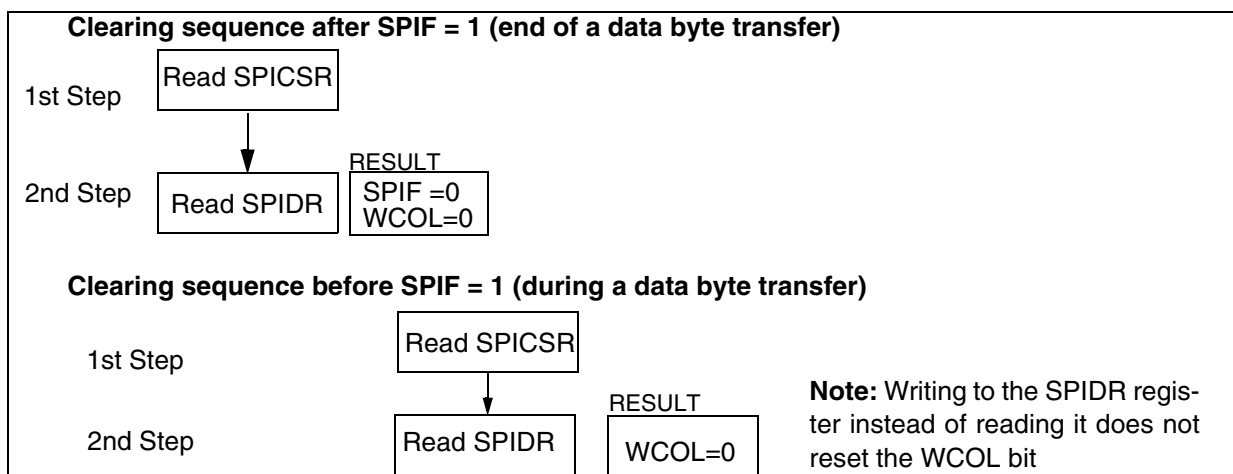 Clearing sequence after SPIF = 1 (end of a data byte transfer)
1st Step
Read SPICSR
2nd Step
Read SPIDR
RESULT
SPIF =0
WCOL=0
Clearing sequence before SPIF = 1 (during a data byte transfer)
1st Step
Read SPICSR
2nd Step
Read SPIDR
RESULT
WCOL=0
Note: Writing to the SPIDR regis-
ter instead of reading it does not
reset the WCOL bit